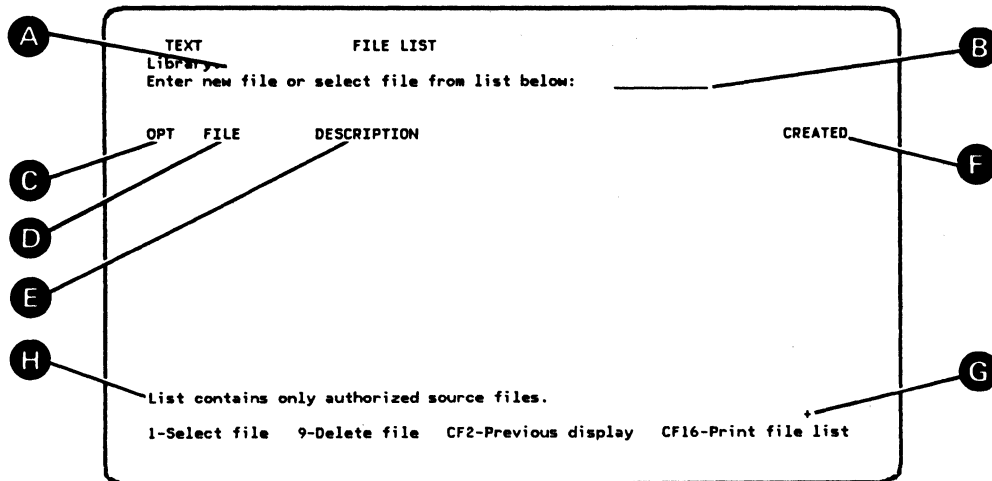 A
TEXT FILE LIST
B
Library:
Enter new file or select file from list below:
OPT FILE DESCRIPTION CREATED
C
F
D
E
H
G
List contains only authorized source files.
+
1-Select file 9-Delete file CF2-Previous display CF16-Print file list